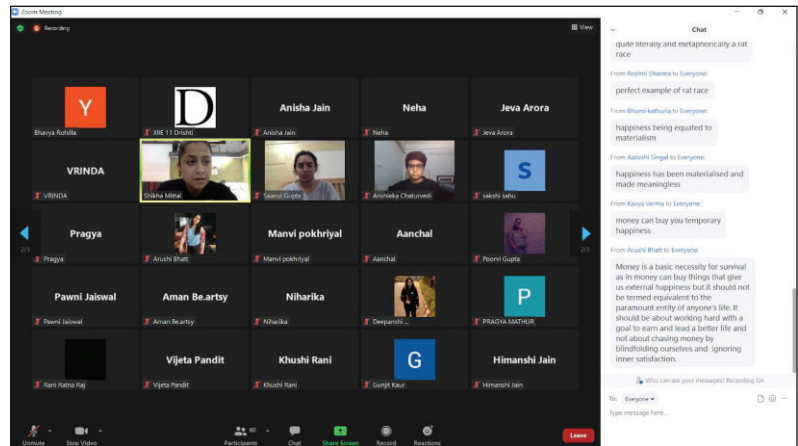 Zoom Meeting
Recording
View
Chat
Y
Bhavya Rohilla
D
XIIE 11 Drishti
Anisha Jain
Anisha Jain
Neha
Neha
Jeva Arora
Jeva Arora
VRINDA
VRINDA
Shikha Mittal
Saanvi Gupta
Anshieka Chaturvedi
S
sakshi sahu
2/3
Pragya
Pragya
Arushi Bhatt
Manvi pokhriyal
Manvi pokhriyal
Aanchal
Aanchal
Poorvi Gupta
2/3
Pawni Jaiswal
Pawni Jaiswal
Aman Be.artsy
Aman Be.artsy
Niharika
Niharika
Deepanshi ..
P
PRAGYA MATHUR
Rani Ratna Raj
Vijeta Pandit
Vijeta Pandit
Khushi Rani
Khushi Rani
G
Gunjit Kaur
Himanshi Jain
Himanshi Jain
Unmute
Stop Video
60
Participants
Chat
Share Screen
Record
Reactions
Leave
quite literally and metaphorically a rat
race
From Roshni Sharma to Everyone:
perfect example of rat race
From Bhumi kathuria to Everyone:
happiness being equated to
materialism
From Aarushi Singal to Everyone:
happiness has been materialised and
made meaningless
From Kavya Verma to Everyone:
money can buy you temporary
happiness
From Arushi Bhatt to Everyone:
Money is a basic necessity for survival
as in money can buy things that give
us external happiness but it should not
be termed equivalent to the
paramount entity of anyone's life. It
should be about working hard with a
goal to earn and lead a better life and
not about chasing money by
blindfolding ourselves and ignoring
inner satisfaction.
Who can see your messages? Recording On
To: Everyone
Type message here...